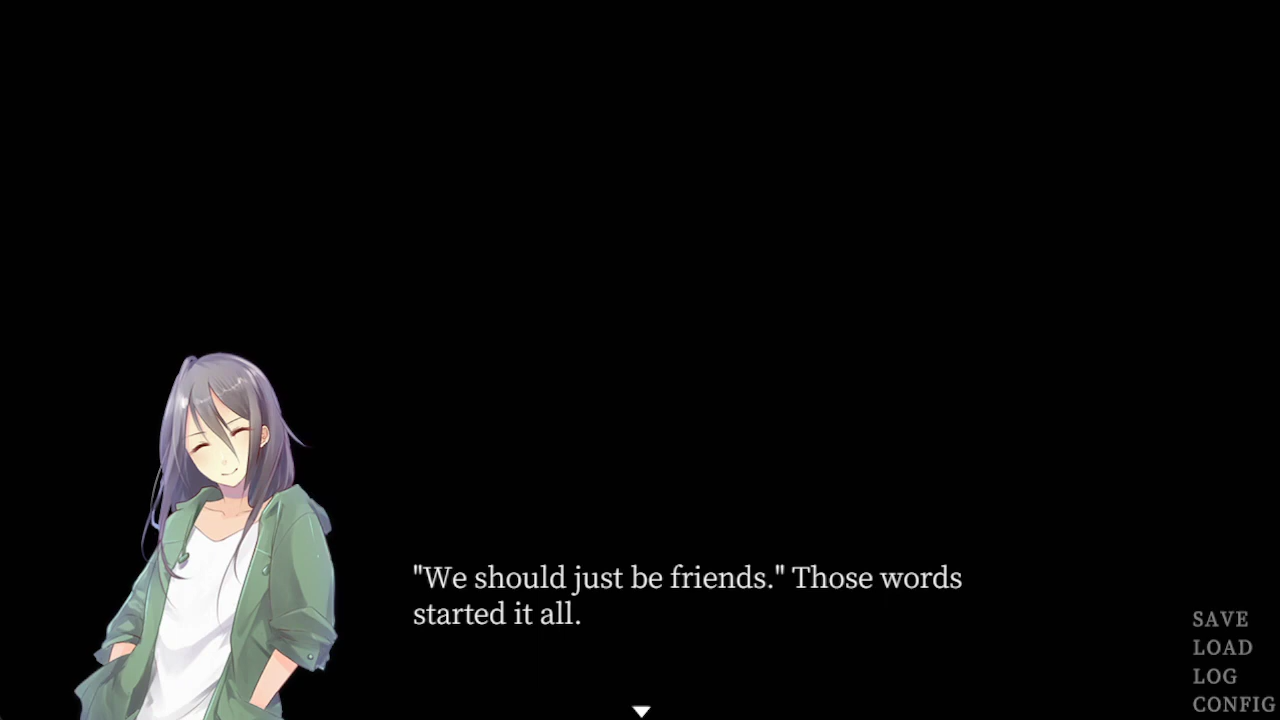 "We should just be friends." Those words
started it all.
SAVE
LOAD
LOG
CONFIG